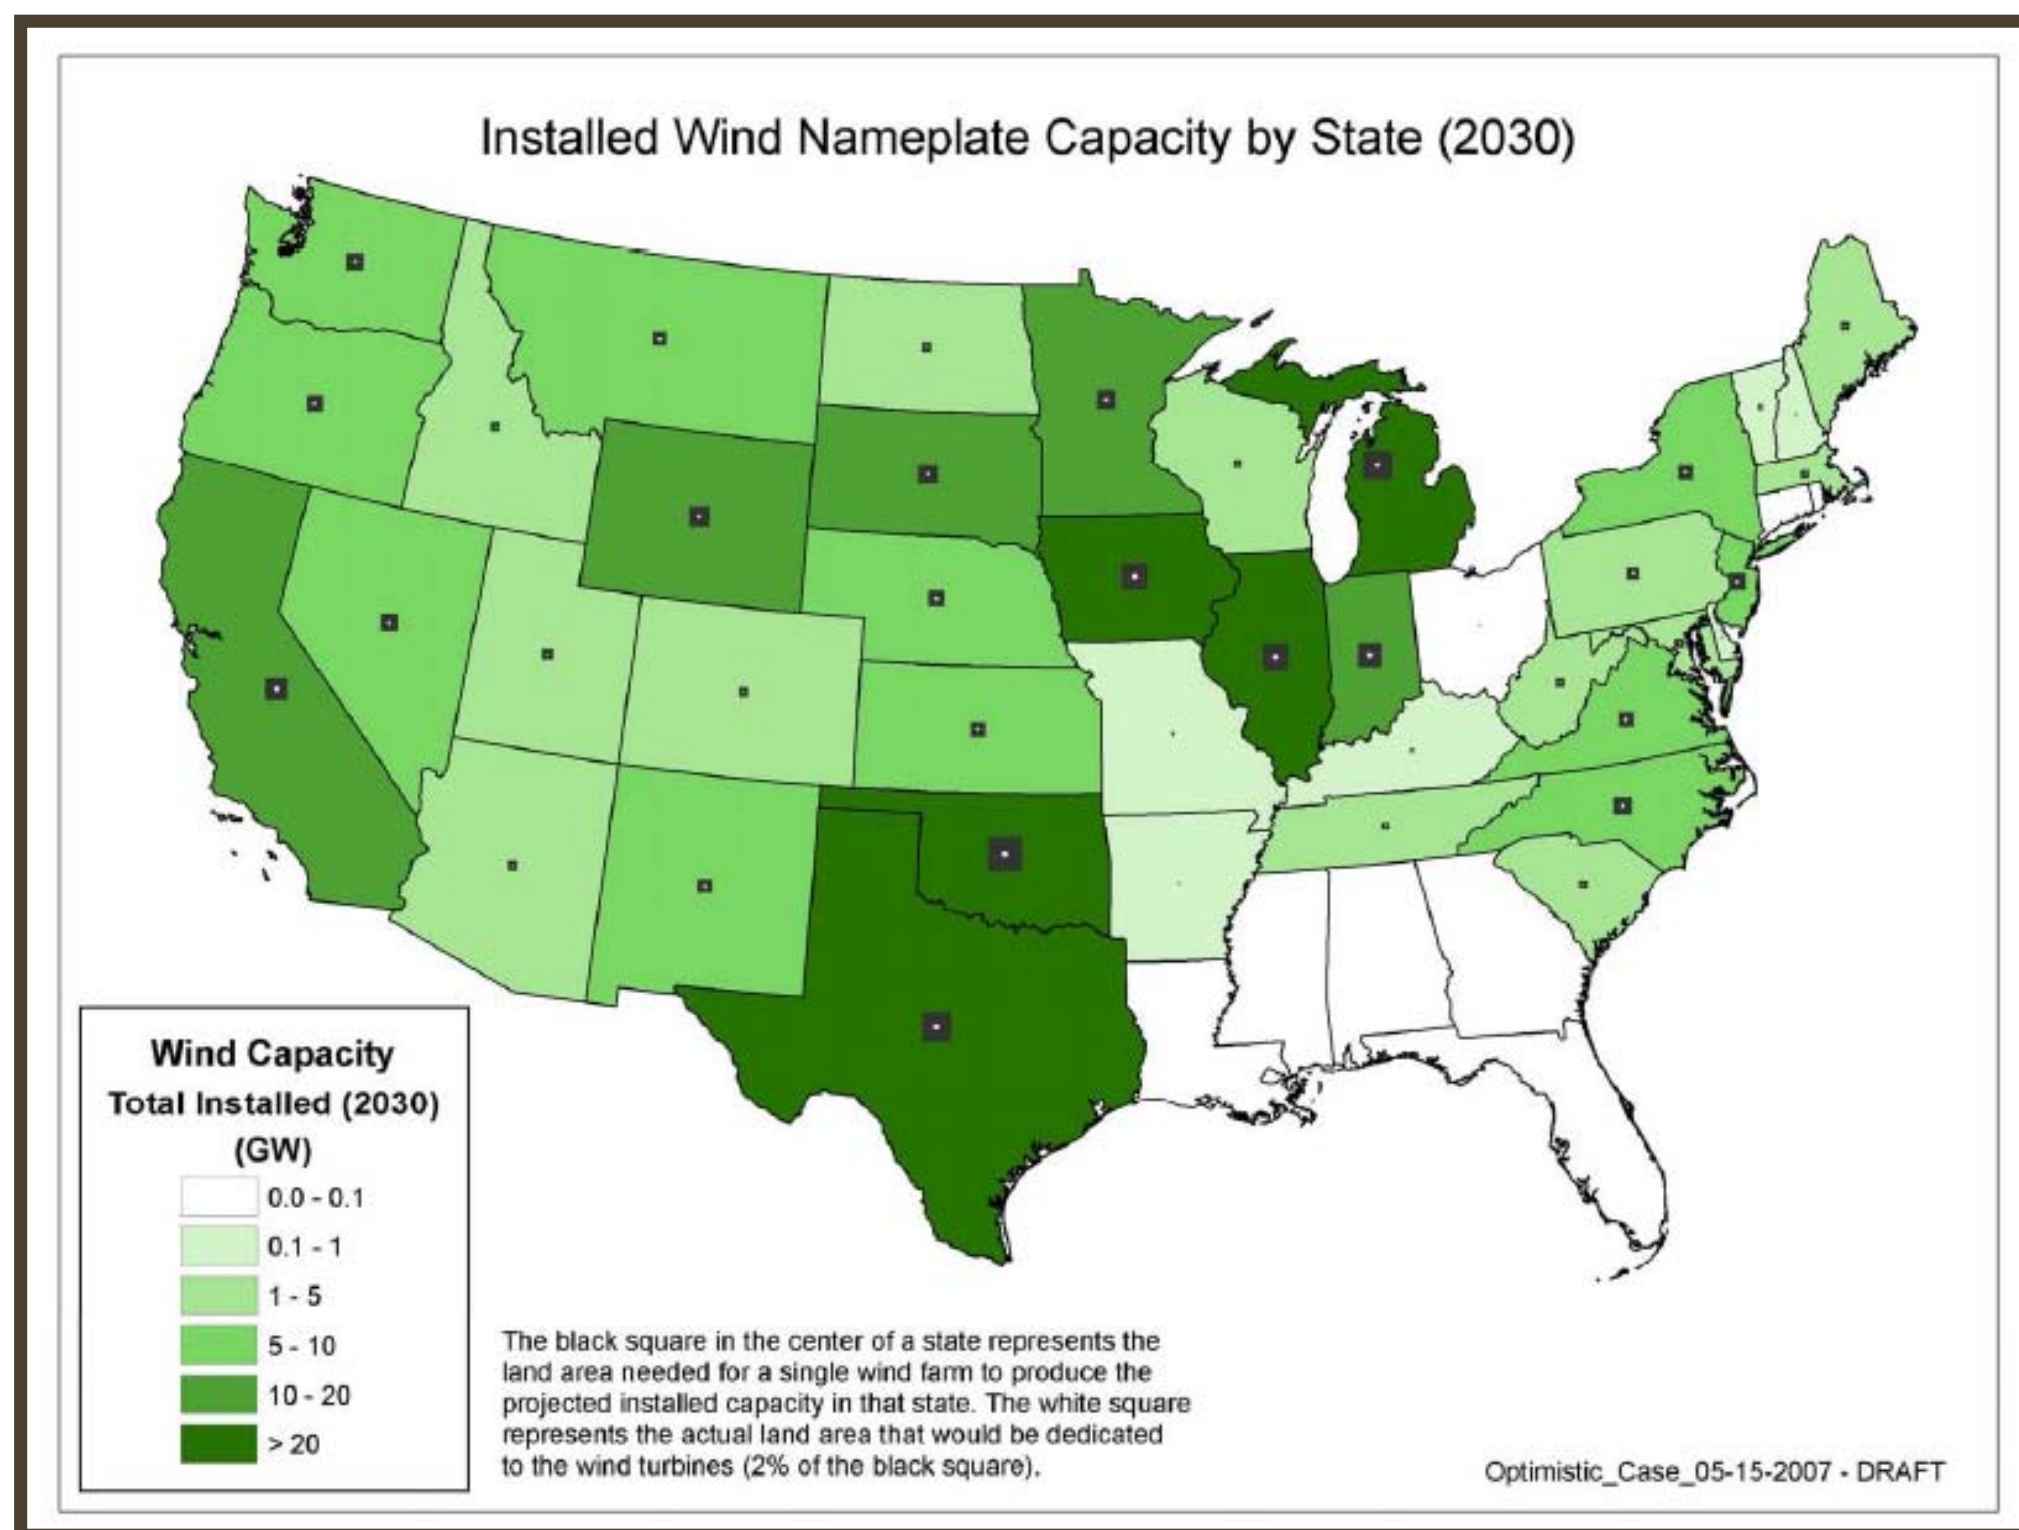 Installed Wind Nameplate Capacity by State (2030)
Wind Capacity
Total Installed (2030)
(GW)
0.0 - 0.1
0.1 - 1
1 - 5
5 - 10
10 - 20
> 20
The black square in the center of a state represents the
land area needed for a single wind farm to produce the
projected installed capacity in that state. The white square
represents the actual land area that would be dedicated
to the wind turbines (2% of the black square).
Optimistic_Case_05-15-2007 - DRAFT